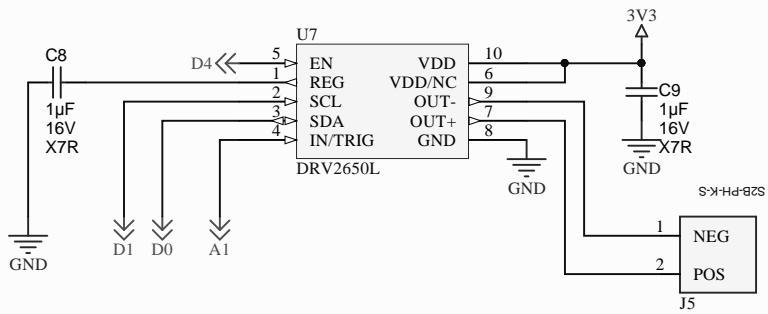 3V3
U7
C8
D4
5
EN
VDD
10
1
REG
VDD/NC
6
2
SCL
OUT-
9
C9
1µF
16V
X7R
3
SDA
OUT+
7
1µF
16V
X7R
4
IN/TRIG
GND
8
DRV2650L
GND
GND
S2B-PH-K-S
1
NEG
D1
D0
A1
GND
2
POS
J5